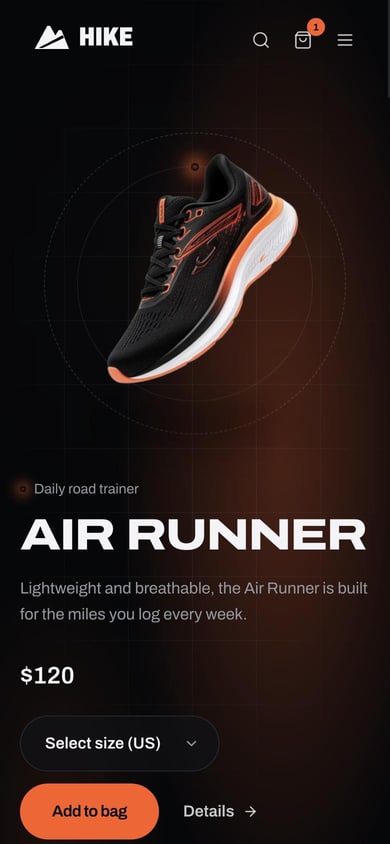 HIKE
1
Daily road trainer
AIR RUNNER
Lightweight and breathable, the Air Runner is built
for the miles you log every week.
$120
Select size (US)
Add to bag
Details